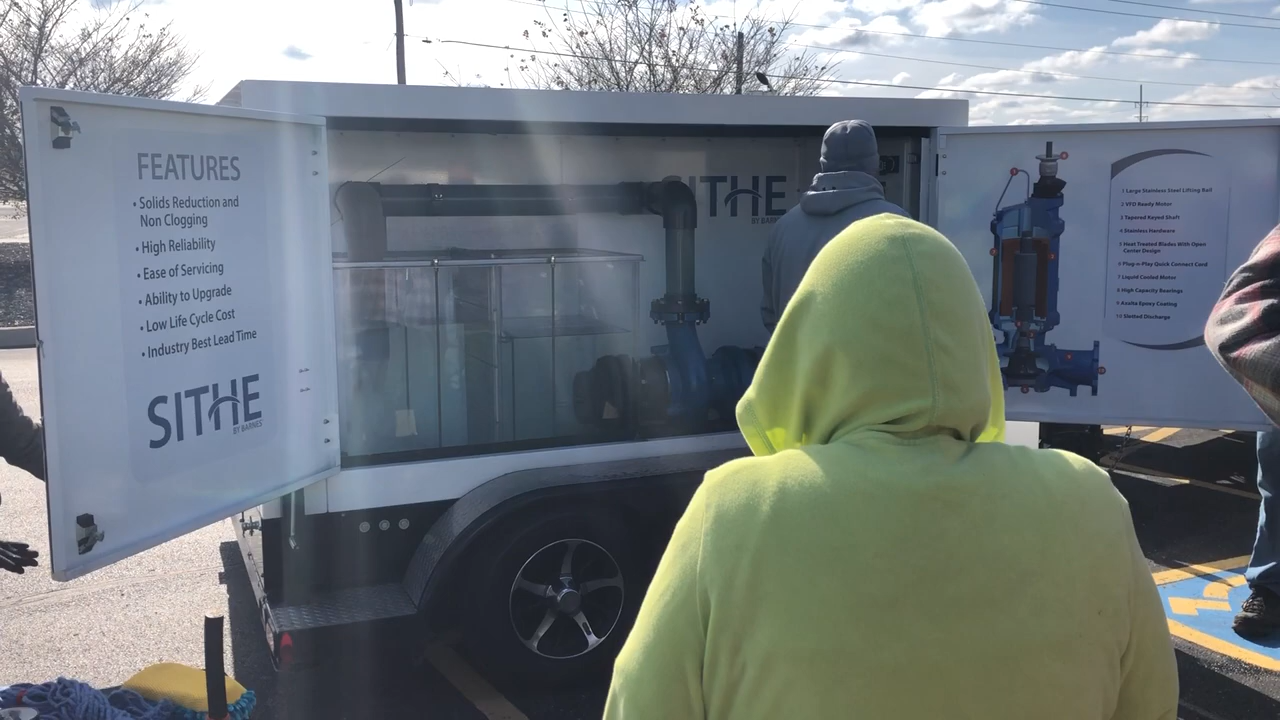 FEATURES
• Solids Reduction and
Non Clogging
• High Reliability
• Ease of Servicing
• Ability to Upgrade
• Low Life Cycle Cost
• Industry Best Lead Time
SITHE
BY BARNES
SITHE
BY BARNES
1 Large Stainless Steel Lifting Bail
2 VFD Ready Motor
3 Tapered Keyed Shaft
4 Stainless Hardware
5 Heat Treated Blades With Open
Center Design
6 Plug-n-Play Quick Connect Cord
7 Liquid Cooled Motor
8 High Capacity Bearings
9 Axalta Epoxy Coating
10 Slotted Discharge